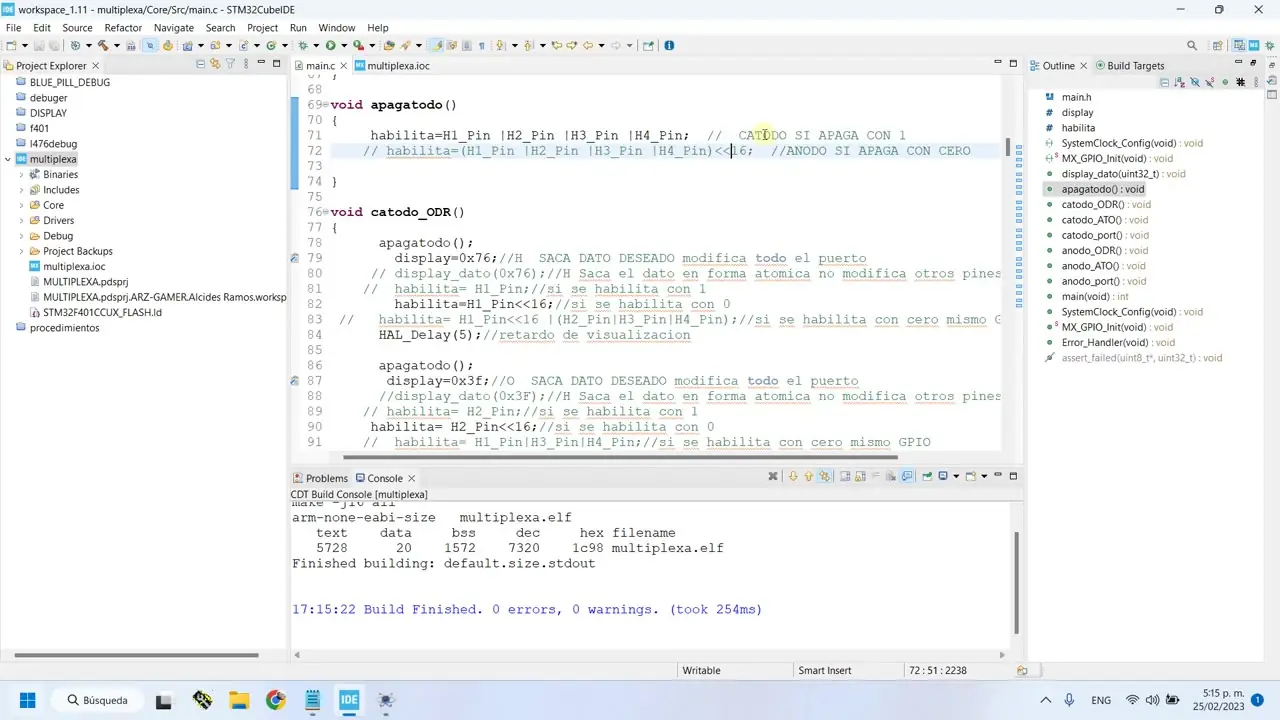 workspace_1.11 - multiplexa/Core/Src/main.c - STM32CubeIDE
File Edit Source Refactor Navigate Search Project Run Window Help
Project Explorer
BLUE_PILL_DEBUG
debuger
DISPLAY
f401
l476debug
multiplexa
Binaries
Includes
Core
Drivers
Debug
Project Backups
multiplexa.ioc
MULTIPLEXA.pdsprj
MULTIPLEXA.pdsprj.ARZ-GAMER.Alcides Ramos.worksp
STM32F401CCUX_FLASH.ld
procedimientos
main.c multiplexa.ioc
68
69 void apagatodo()
70 {
71 habilita=H1_Pin |H2_Pin |H3_Pin |H4_Pin; // CATODO SI APAGA CON 1
72 // habilita=(H1_Pin |H2_Pin |H3_Pin |H4_Pin)<<16; //ANODO SI APAGA CON CERO
73
74 }
75
76 void catodo_ODR()
77 {
78 apagatodo();
79 display=0x76;//H SACA DATO DESEADO modifica todo el puerto
80 // display_dato(0x76);//H Saca el dato en forma atomica no modifica otros pines
81 // habilita= H1_Pin;//si se habilita con 1
82 habilita=H1_Pin<<16;//si se habilita con 0
83 // habilita= H1_Pin<<16 |(H2_Pin|H3_Pin|H4_Pin);//si se habilita con cero mismo G
84 HAL_Delay(5);//retardo de visualizacion
85
86 apagatodo();
87 display=0x3f;//O SACA DATO DESEADO modifica todo el puerto
88 //display_dato(0x3F);//H Saca el dato en forma atomica no modifica otros pines
89 // habilita= H2_Pin;//si se habilita con 1
90 habilita= H2_Pin<<16;//si se habilita con 0
91 // habilita= H1_Pin|H3_Pin|H4_Pin;//si se habilita con cero mismo GPIO
Outline Build Targets
main.h
display
habilita
SystemClock_Config(void) : void
MX_GPIO_Init(void) : void
display_dato(uint32_t) : void
apagatodo() : void
catodo_ODR() : void
catodo_ATO() : void
catodo_port() : void
anodo_ODR() : void
anodo_ATO() : void
anodo_port() : void
main(void) : int
SystemClock_Config(void) : void
MX_GPIO_Init(void) : void
Error_Handler(void) : void
assert_failed(uint8_t*, uint32_t) : void
Problems Console
CDT Build Console [multiplexa]
make -j16 all
arm-none-eabi-size multiplexa.elf
text data bss dec hex filename
5728 20 1572 7320 1c98 multiplexa.elf
Finished building: default.size.stdout
17:15:22 Build Finished. 0 errors, 0 warnings. (took 254ms)
Writable Smart Insert 72 : 51 : 2238
Búsqueda
IDE
ENG
5:15 p. m.
25/02/2023
1